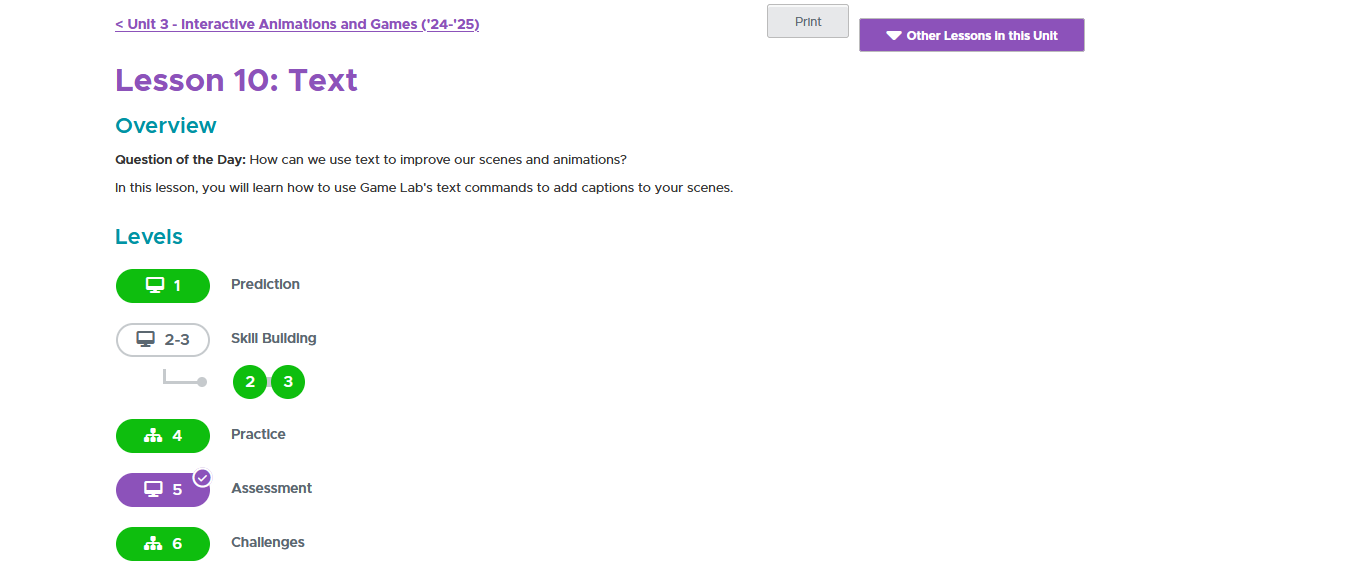 < Unit 3 - Interactive Animations and Games ('24-'25)
Print
Other Lessons in this Unit
Lesson 10: Text
Overview
Question of the Day: How can we use text to improve our scenes and animations?
In this lesson, you will learn how to use Game Lab's text commands to add captions to your scenes.
Levels
1 Prediction
2-3 Skill Building
2 3
4 Practice
5 Assessment
6 Challenges